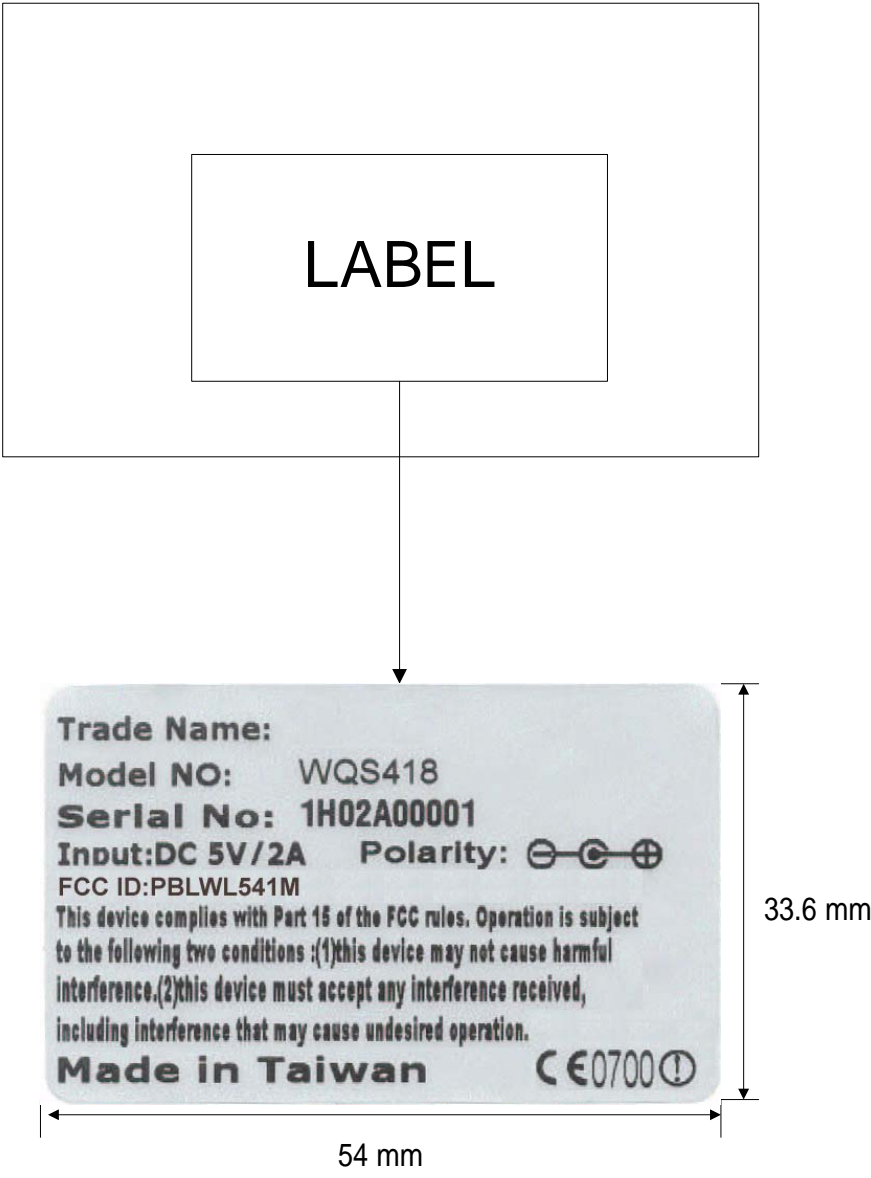 LABEL
Trade Name:
Model NO: WQS418
Serial No: 1H02A00001
Input:DC 5V/2A Polarity:
FCC ID:PBLWL541M
This device complies with Part 15 of the FCC rules. Operation is subject
to the following two conditions :(1)this device may not cause harmful
interference,(2)this device must accept any interference received,
including interference that may cause undesired operation.
Made in Taiwan CE0700
33.6 mm
54 mm